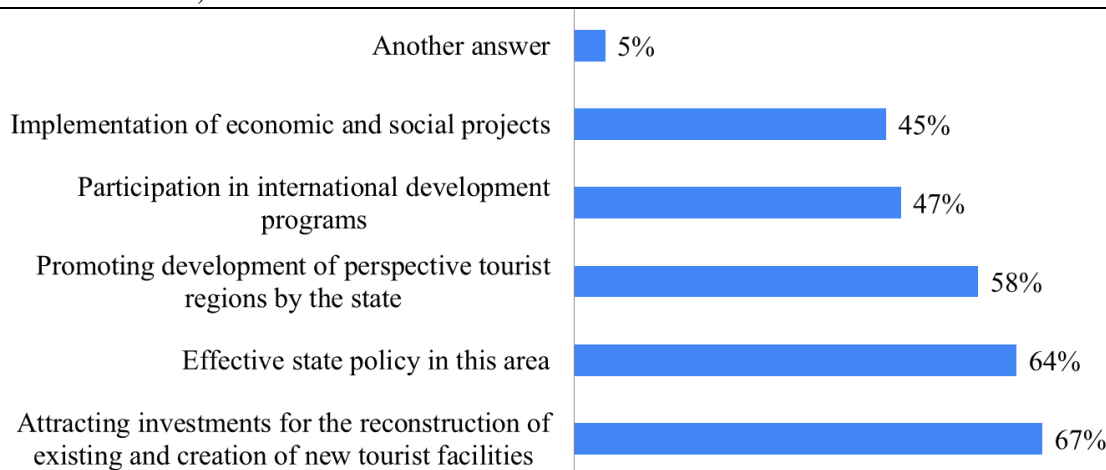 Another answer
5%
Implementation of economic and social projects
45%
Participation in international development
programs
47%
Promoting development of perspective tourist
regions by the state
58%
Effective state policy in this area
64%
Attracting investments for the reconstruction of
existing and creation of new tourist facilities
67%